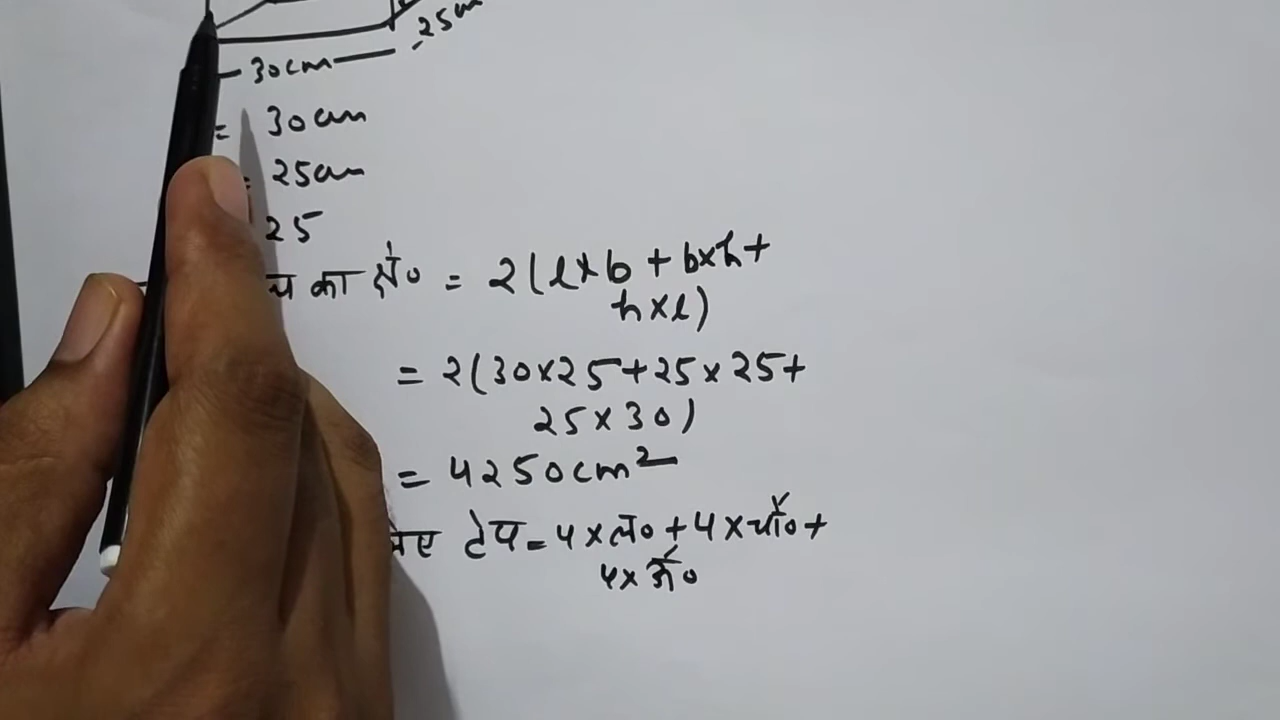 25cm
30cm
= 30cm
= 25cm
25
का क्षे० = 2(l×b + b×h+
h×l)
= 2(30×25+25×25+
25×30)
= 4250cm²
टेप = 4×ल० + 4×चौ० +
4×ऊँ०